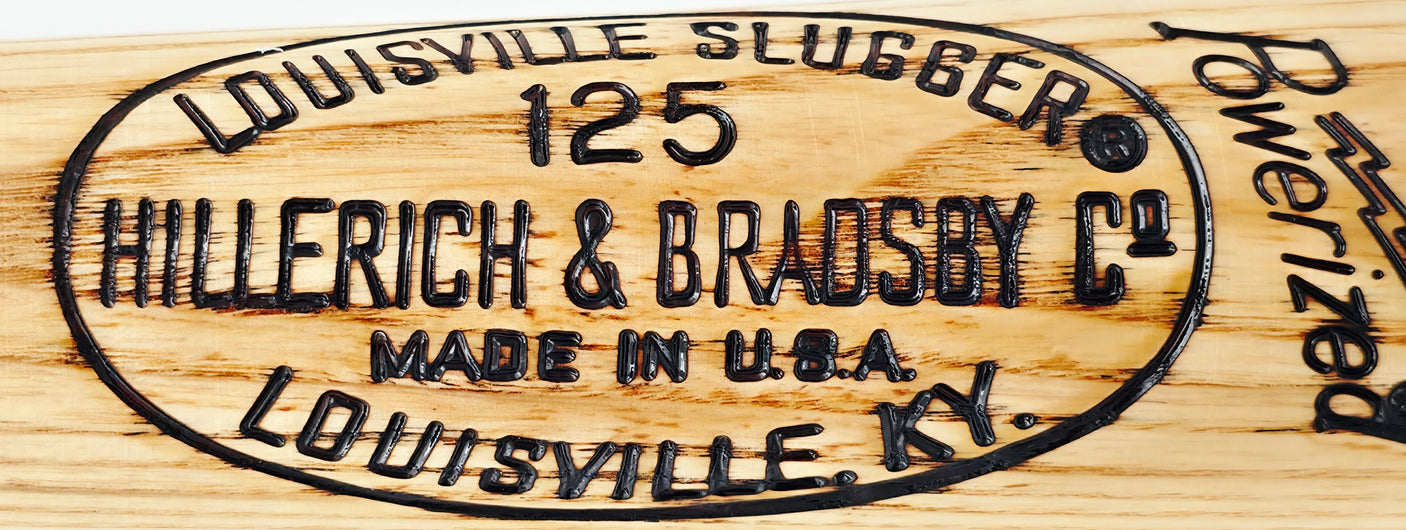 LOUISVILLE SLUGGER®
125
HILLERICH & BRADSBY Cº
MADE IN U.S.A.
LOUISVILLE. KY.
Powerized